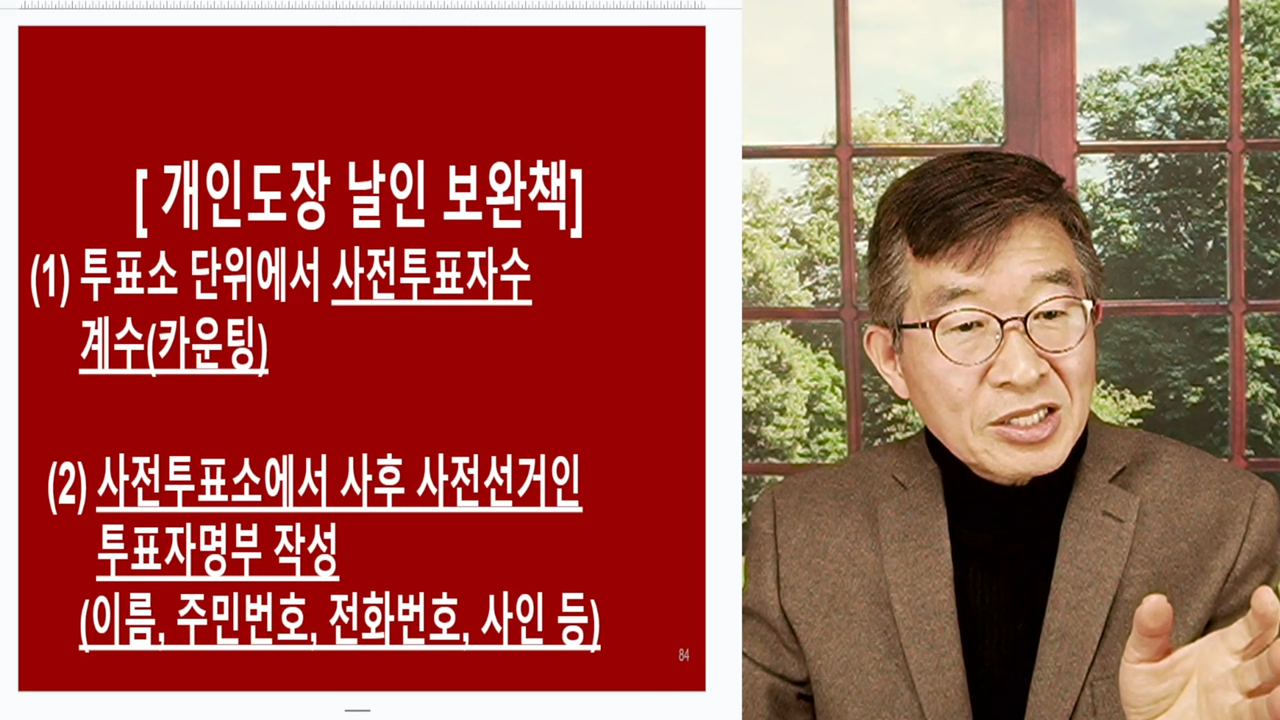 [ 개인도장 날인 보완책]
(1) 투표소 단위에서 사전투표자수
계수(카운팅)
(2) 사전투표소에서 사후 사전선거인
투표자명부 작성
(이름, 주민번호, 전화번호, 사인 등)
84